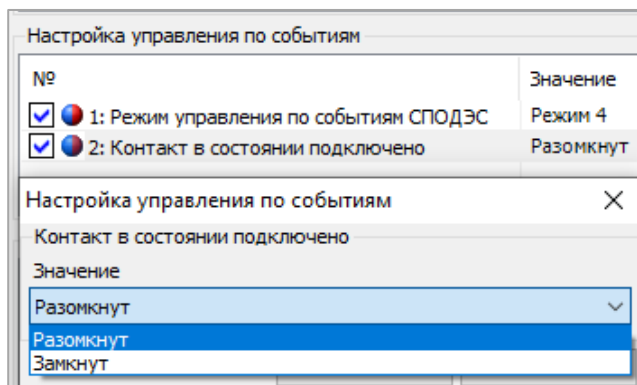 Настройка управления по событиям
№ Значение
1: Режим управления по событиям СПОДЭС Режим 4
2: Контакт в состоянии подключено Разомкнут
Настройка управления по событиям
Контакт в состоянии подключено
Значение
Разомкнут
Разомкнут
Замкнут